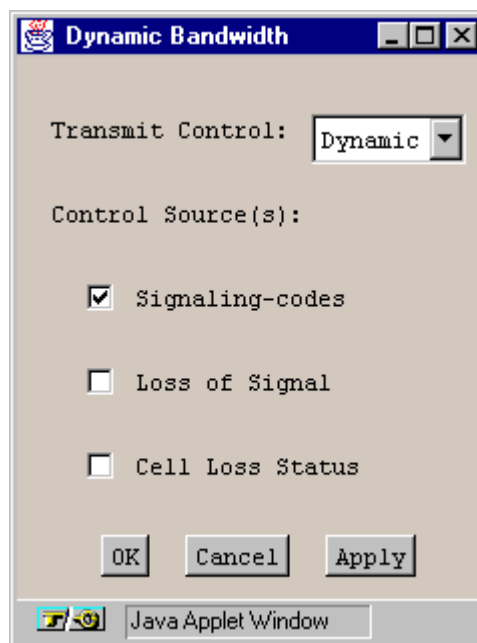 Dynamic Bandwidth
Transmit Control: Dynamic
Control Source(s):
Signaling-codes
Loss of Signal
Cell Loss Status
OK Cancel Apply
Java Applet Window